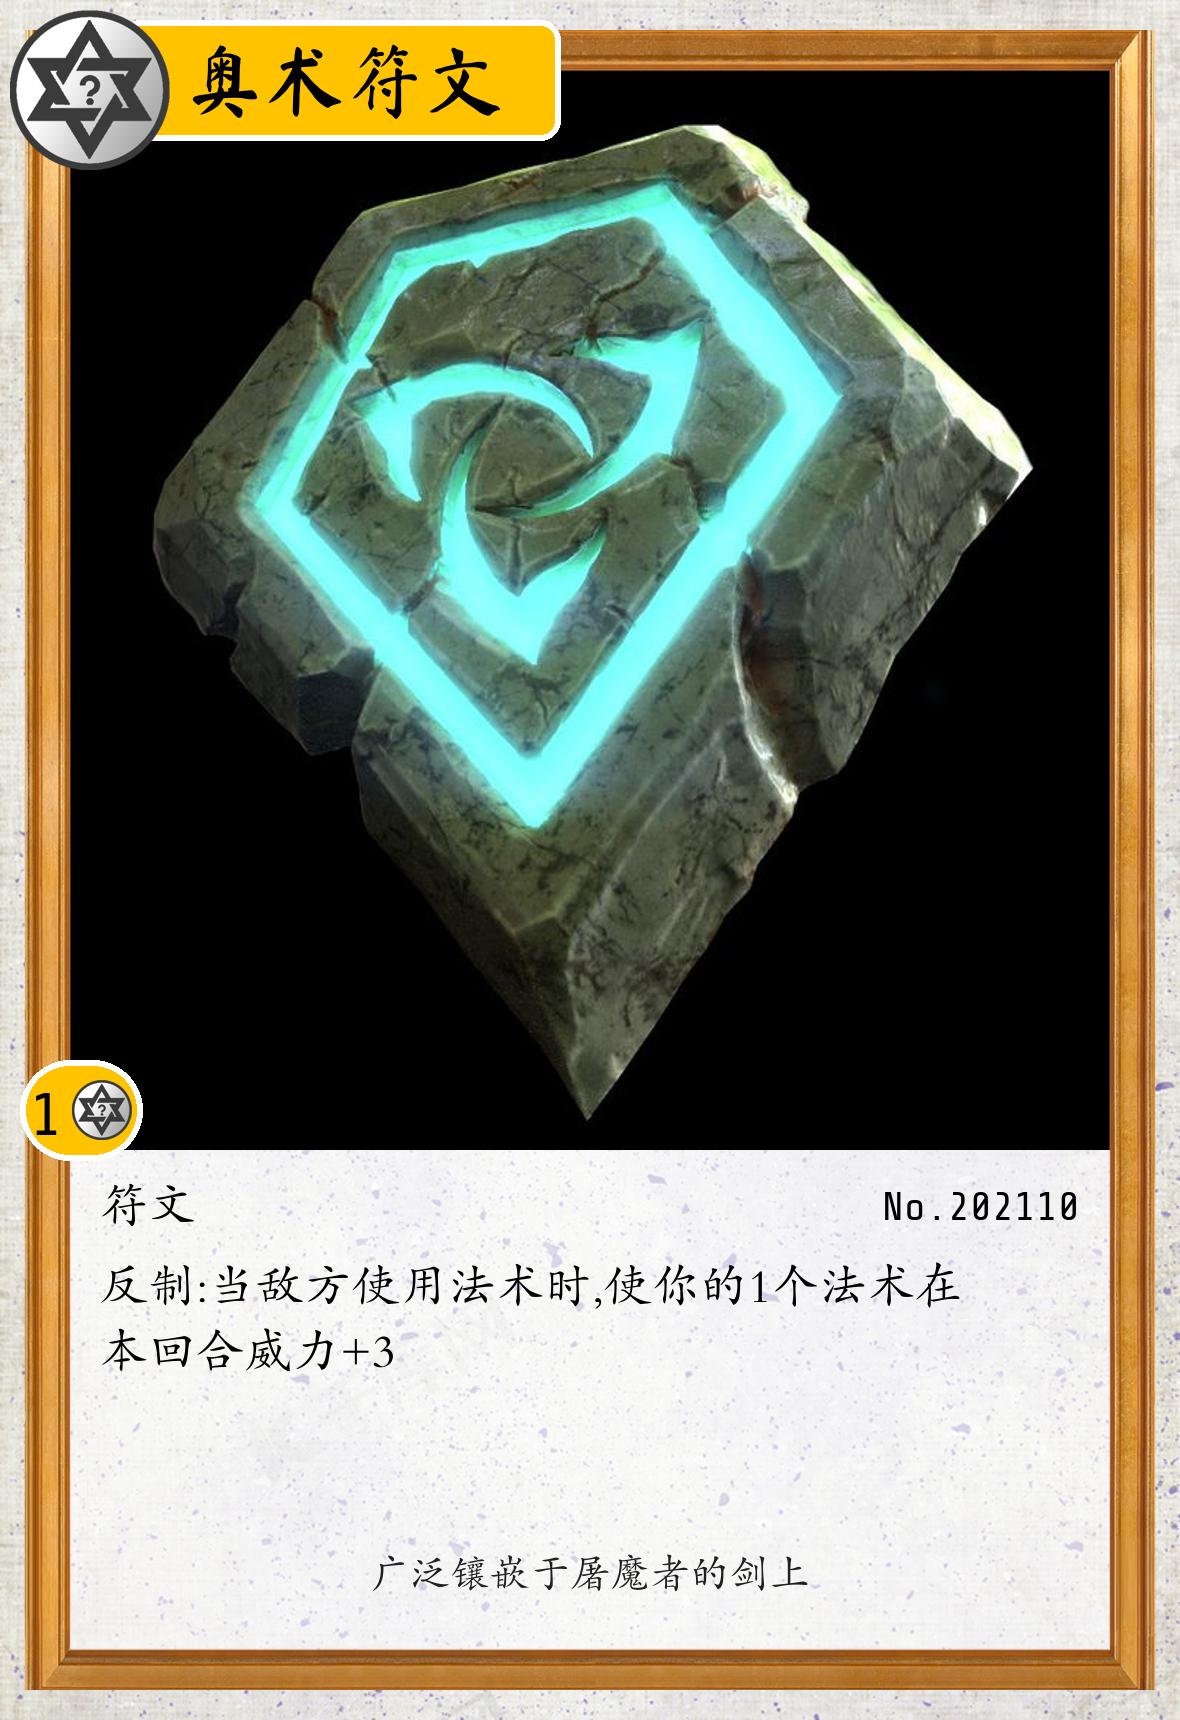 ?
奥术符文
1
?
符文
No.202110
反制:当敌方使用法术时,使你的1个法术在
本回合威力+3
广泛镶嵌于屠魔者的剑上